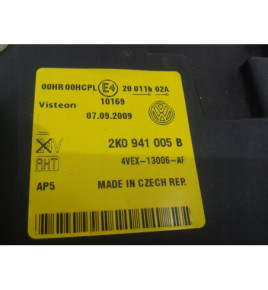 00HR 00HCPL E4 20 011b 02A
Visteon 10169
07.09.2009
2K0 941 005 B
4VEX-13006-AF
RHT
AP5 MADE IN CZECH REP.